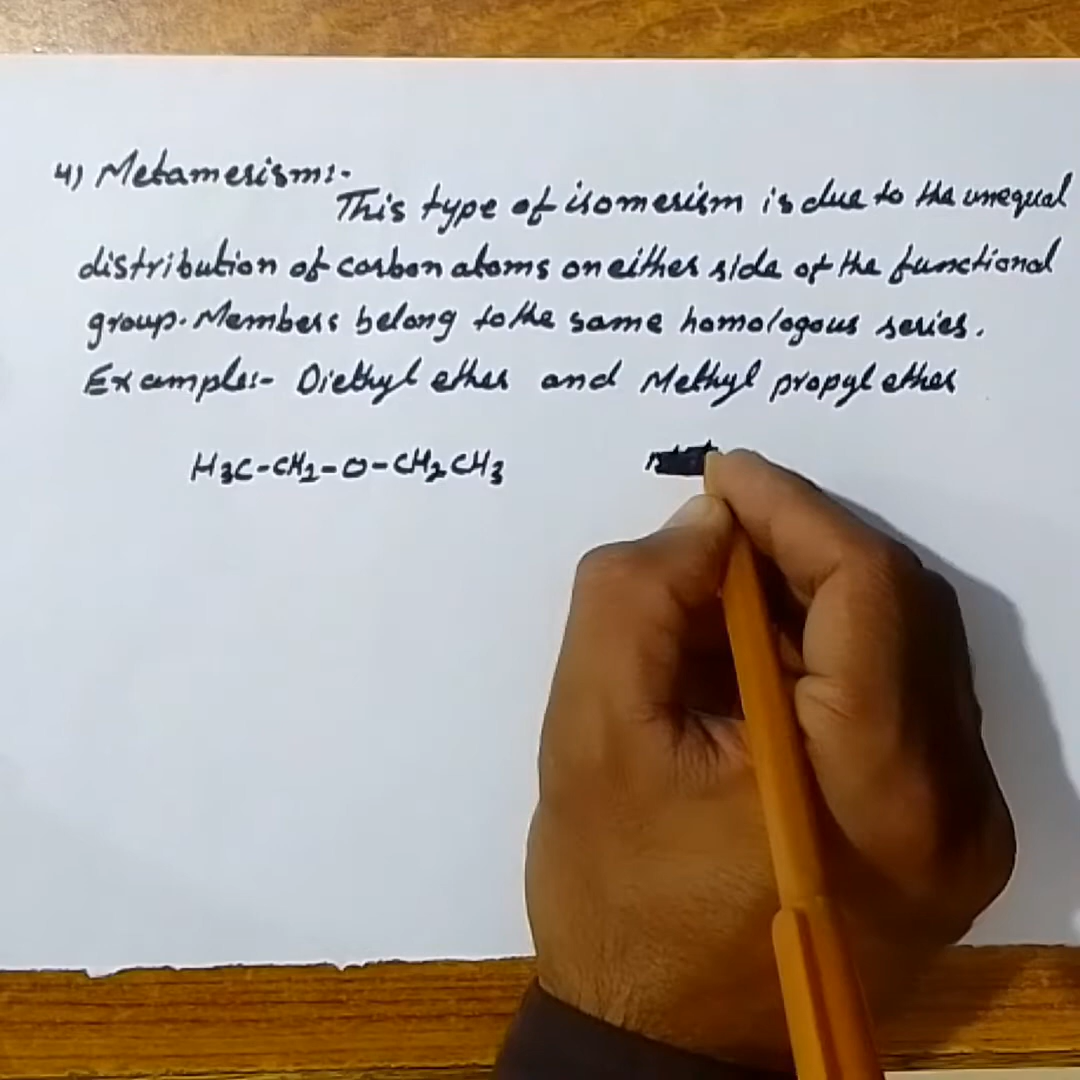 4) Metamerism:-
This type of isomerism is due to the unequal
distribution of carbon atoms on either side of the functional
group. Members belong to the same homologous series.
Example:- Diethyl ether and Methyl propyl ether
H3C-CH2-O-CH2CH3